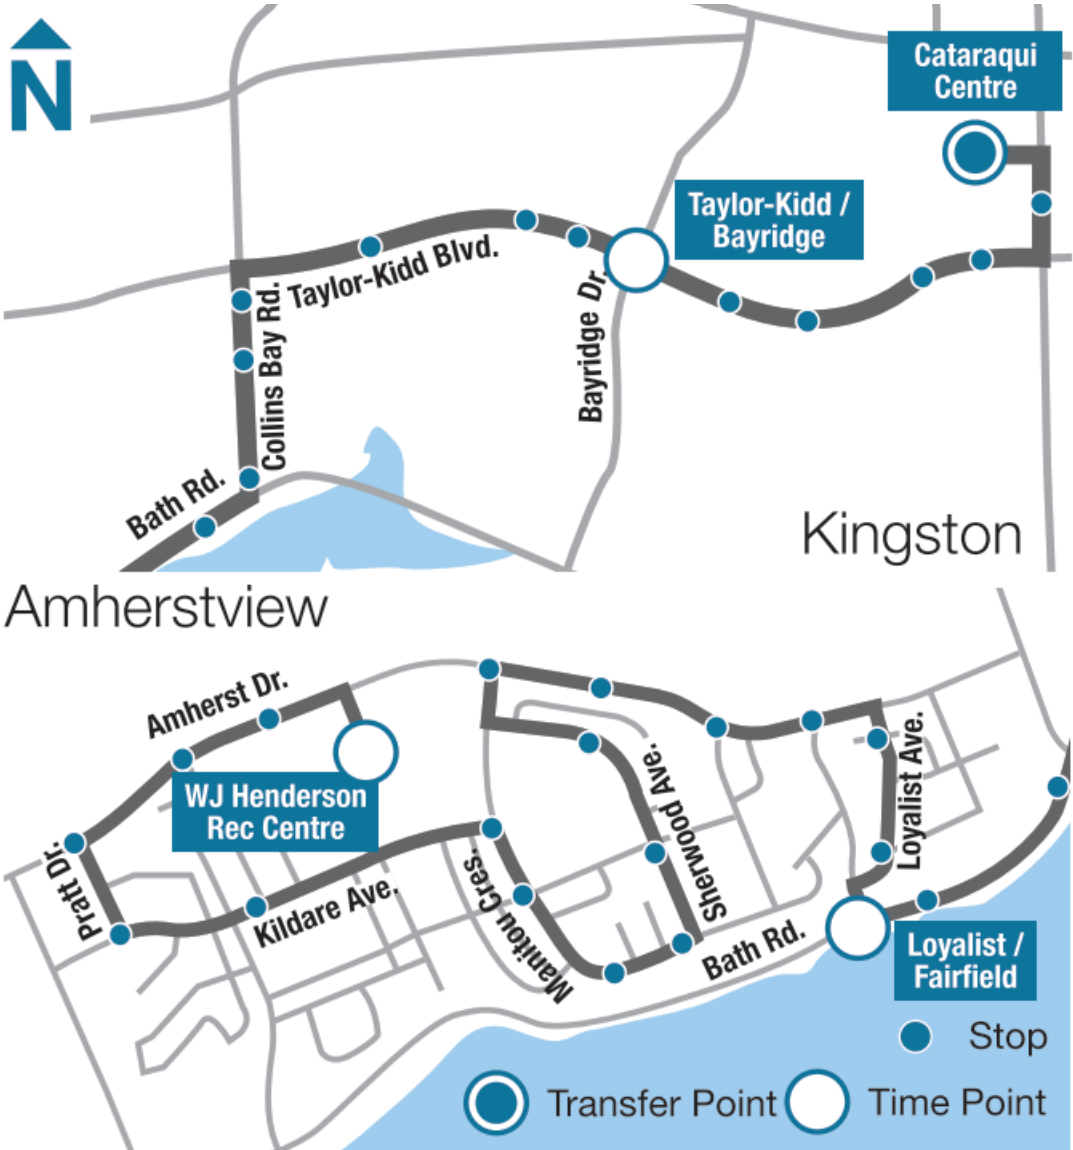 N
Cataraqui
Centre
Taylor-Kidd /
Bayridge
Taylor-Kidd Blvd.
Bayridge Dr.
Collins Bay Rd.
Bath Rd.
Kingston
Amherstview
Amherst Dr.
WJ Henderson
Rec Centre
Pratt Dr.
Kildare Ave.
Manitou Cres.
Sherwood Ave.
Loyalist Ave.
Bath Rd.
Loyalist /
Fairfield
Stop
Transfer Point
Time Point